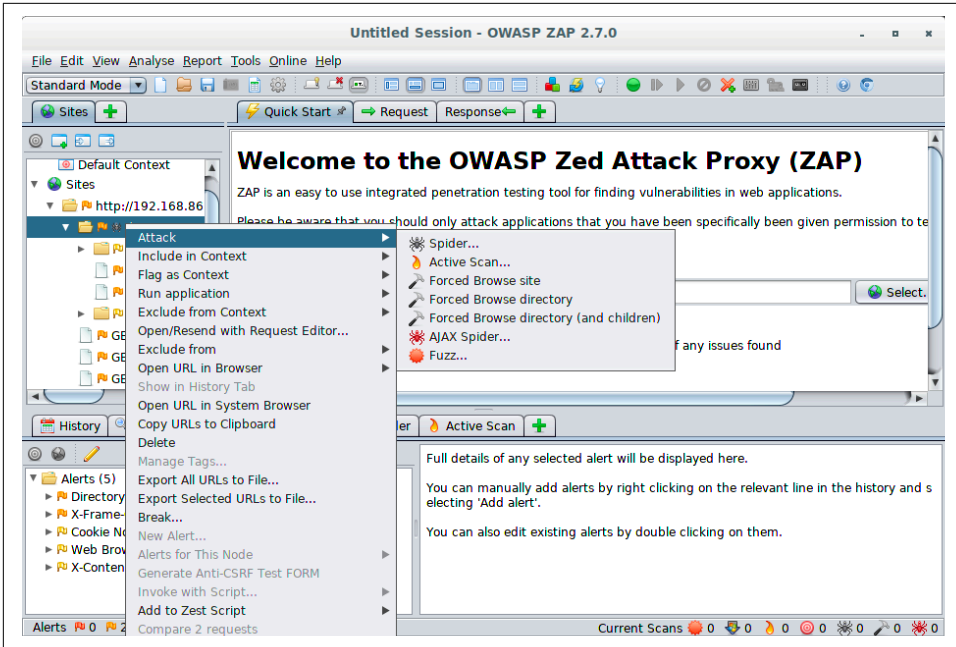 Untitled Session - OWASP ZAP 2.7.0
File Edit View Analyse Report Tools Online Help
Standard Mode
Sites
Quick Start
Request
Response
Default Context
Sites
http://192.168.86
Welcome to the OWASP Zed Attack Proxy (ZAP)
ZAP is an easy to use integrated penetration testing tool for finding vulnerabilities in web applications.
Please be aware that you should only attack applications that you have been specifically been given permission to te
Attack
Include in Context
Flag as Context
Run application
Exclude from Context
Open/Resend with Request Editor...
Exclude from
Open URL in Browser
Show in History Tab
Open URL in System Browser
Copy URLs to Clipboard
Delete
Manage Tags...
Export All URLs to File...
Export Selected URLs to File...
Break...
New Alert...
Alerts for This Node
Generate Anti-CSRF Test FORM
Invoke with Script...
Add to Zest Script
Compare 2 requests
Spider...
Active Scan...
Forced Browse site
Forced Browse directory
Forced Browse directory (and children)
AJAX Spider...
Fuzz...
Select.
f any issues found
GE
GE
GE
History
ler
Active Scan
Alerts (5)
Directory
X-Frame-
Cookie No
Web Brow
X-Conten
Full details of any selected alert will be displayed here.
You can manually add alerts by right clicking on the relevant line in the history and s
electing 'Add alert'.
You can also edit existing alerts by double clicking on them.
Alerts 0 2
Current Scans 0 0 0 0 0 0 0